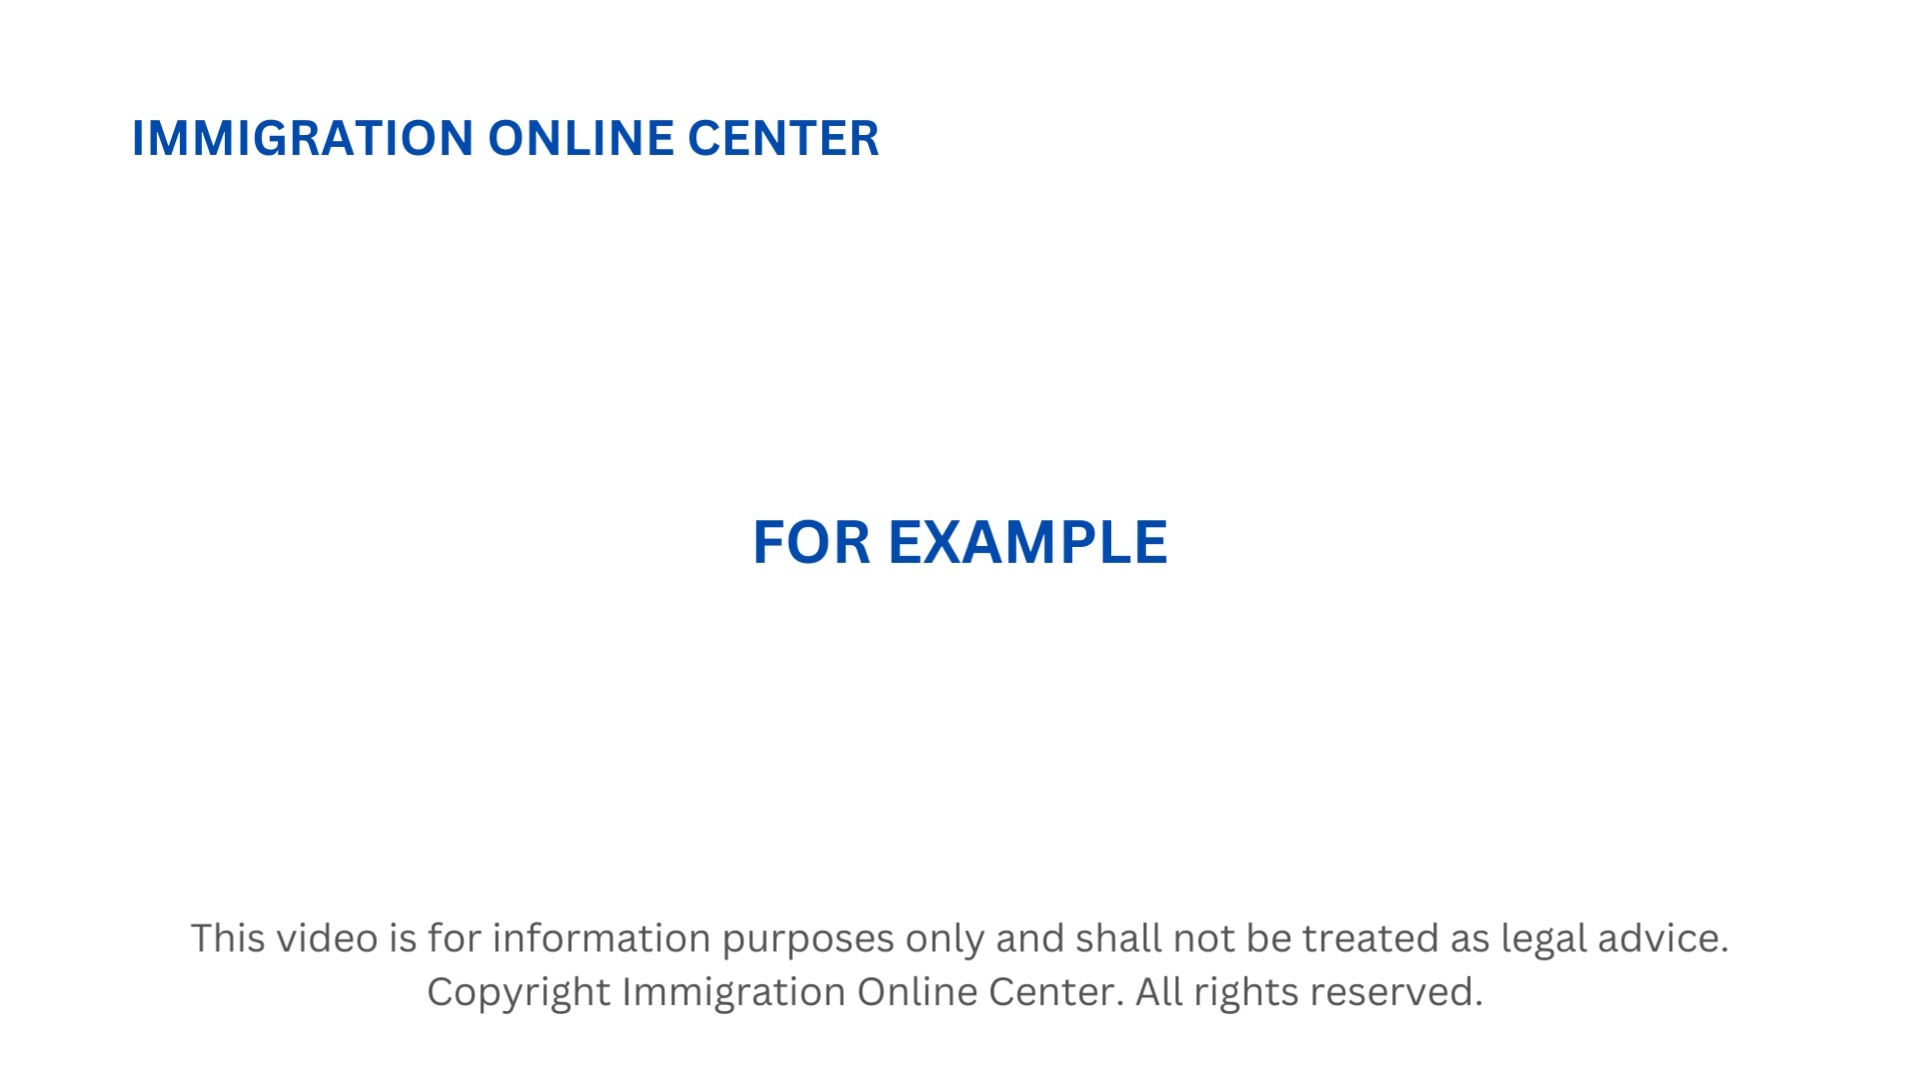 IMMIGRATION ONLINE CENTER
FOR EXAMPLE
This video is for information purposes only and shall not be treated as legal advice.
Copyright Immigration Online Center. All rights reserved.